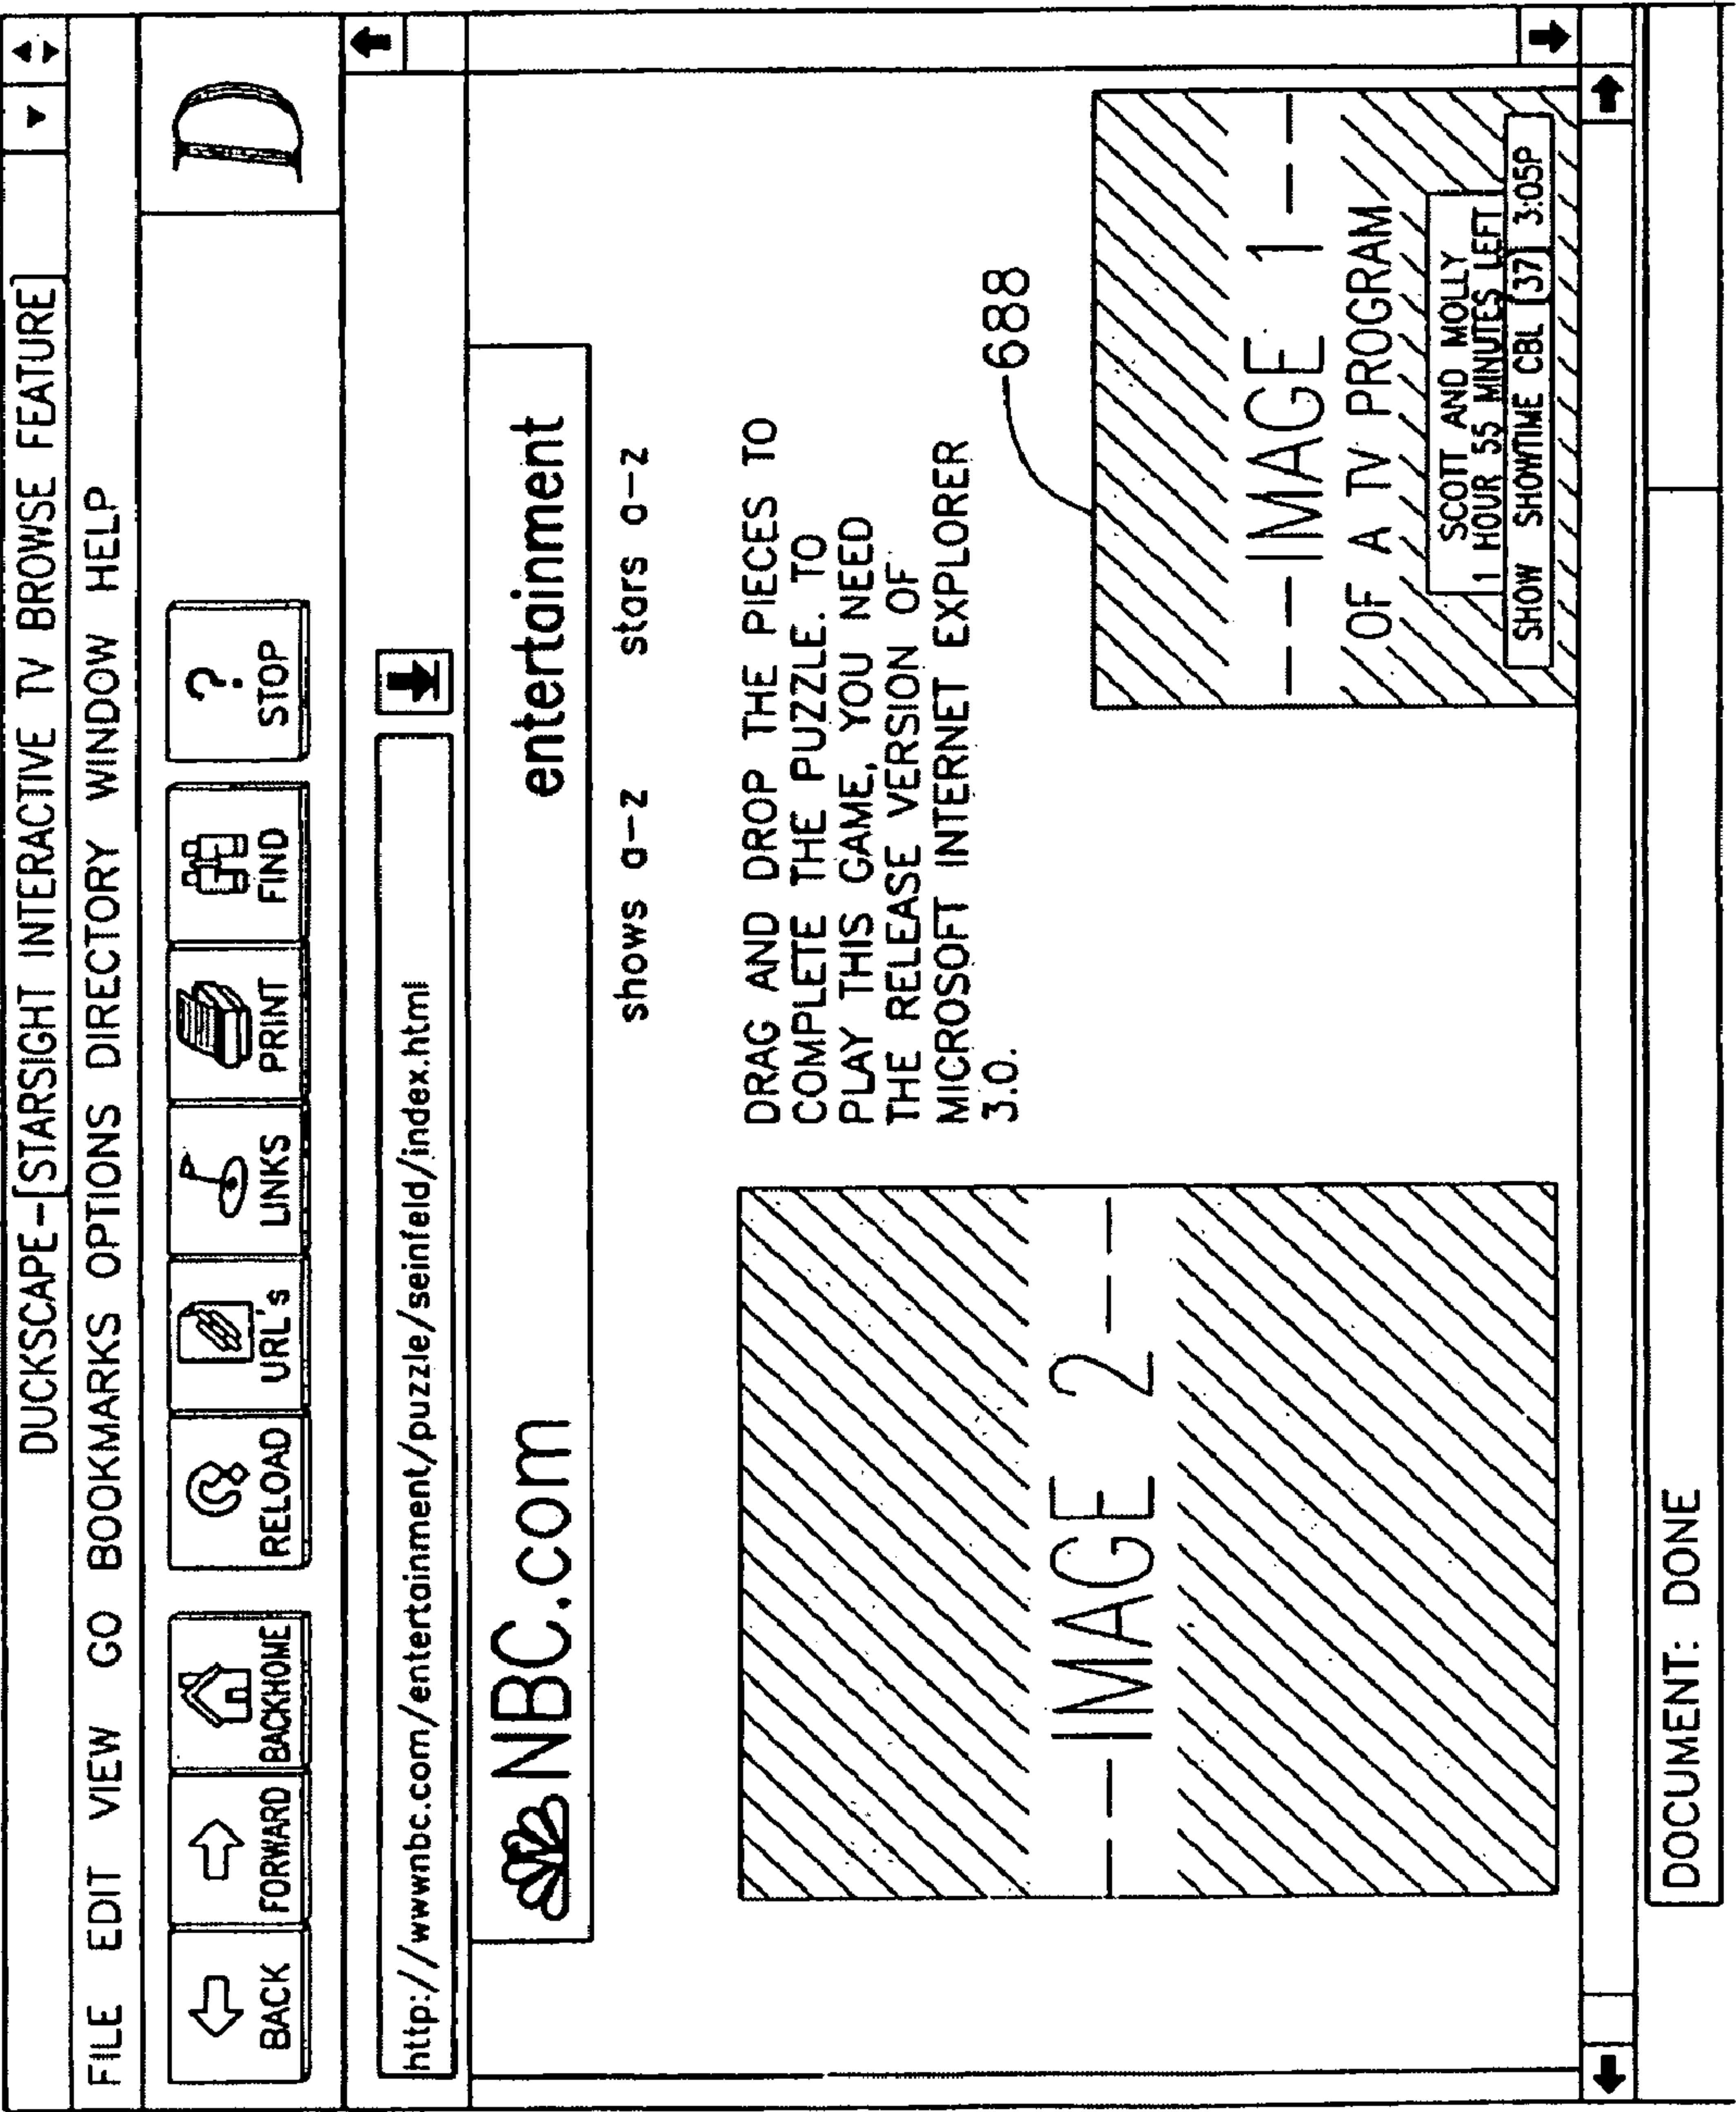 DUCKSCAPE-[STARSIGHT INTERACTIVE TV BROWSE FEATURE]
FILE EDIT VIEW GO BOOKMARKS OPTIONS DIRECTORY WINDOW HELP
BACK FORWARD BACKHOME RELOAD URL's LINKS PRINT FIND ? STOP
D
http://wwwnbc.com/entertainment/puzzle/seinfeld/index.html
NBC.com entertainment
shows a-z stars a-z
DRAG AND DROP THE PIECES TO
COMPLETE THE PUZZLE. TO
PLAY THIS GAME, YOU NEED
THE RELEASE VERSION OF
MICROSOFT INTERNET EXPLORER
3.0.
688
IMAGE 2
IMAGE 1
OF A TV PROGRAM
SCOTT AND MOLLY
1 HOUR 55 MINUTES LEFT
SHOW SHOWTIME CBL [37] 3:05P
DOCUMENT: DONE